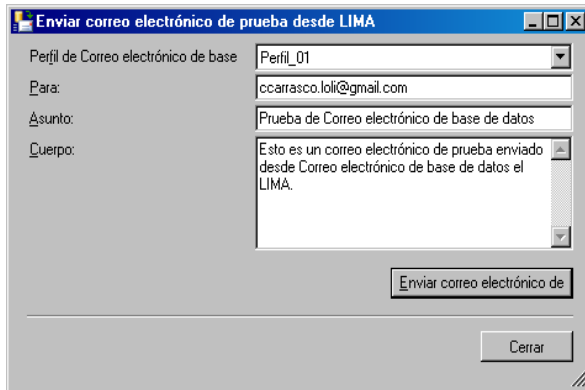 Enviar correo electrónico de prueba desde LIMA
Perfil de Correo electrónico de base
Perfil_01
Para:
ccarrasco.loli@gmail.com
Asunto:
Prueba de Correo electrónico de base de datos
Cuerpo:
Esto es un correo electrónico de prueba enviado
desde Correo electrónico de base de datos el
LIMA.
Enviar correo electrónico de
Cerrar